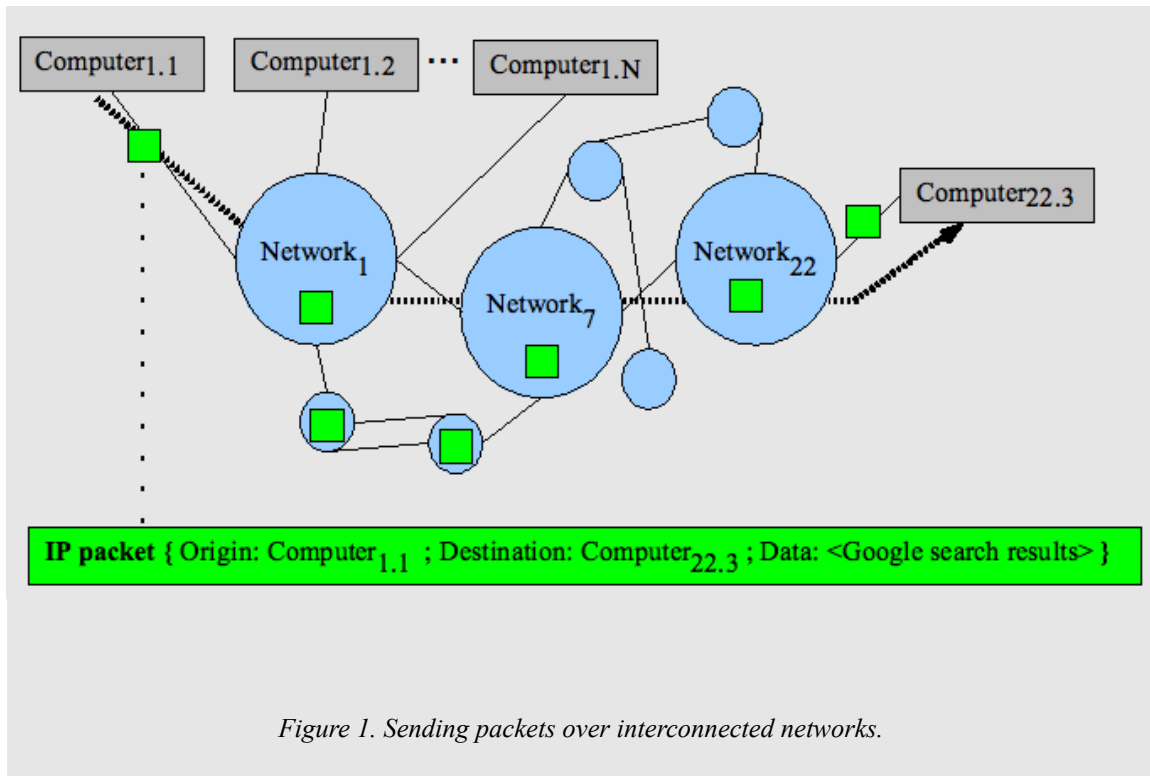 Computer1.1
Computer1.2
...
Computer1.N
Network1
Network7
Network22
Computer22.3
IP packet { Origin: Computer1.1 ; Destination: Computer22.3 ; Data: <Google search results> }
Figure 1. Sending packets over interconnected networks.